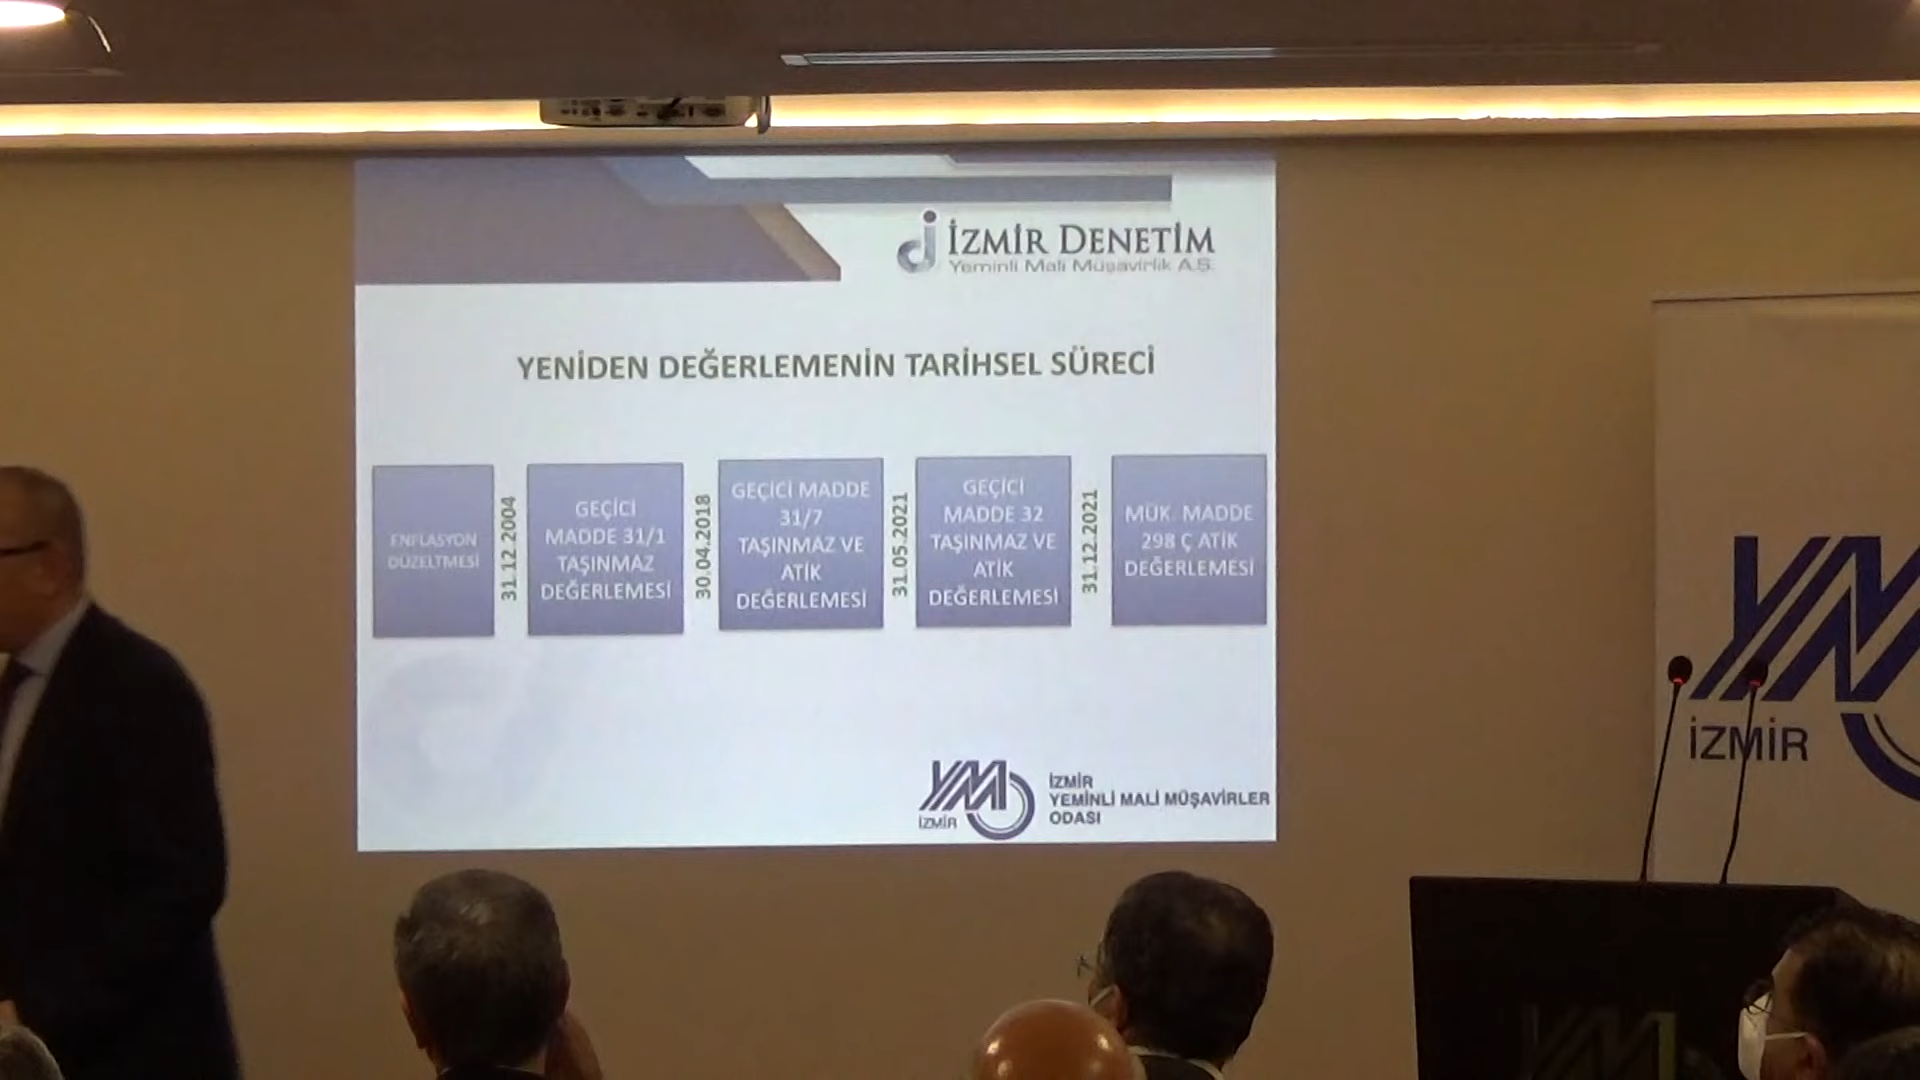 İZMİR DENETİM
Yeminli Mali Müşavirlik A.Ş.
YENİDEN DEĞERLEMENİN TARİHSEL SÜRECİ
ENFLASYON
DÜZELTMESİ
31.12.2004
GEÇİCİ
MADDE 31/1
TAŞINMAZ
DEĞERLEMESİ
30.04.2018
GEÇİCİ MADDE
31/7
TAŞINMAZ VE
ATİK
DEĞERLEMESİ
31.05.2021
GEÇİCİ
MADDE 32
TAŞINMAZ VE
ATİK
DEĞERLEMESİ
31.12.2021
MÜK. MADDE
298 Ç ATİK
DEĞERLEMESİ
YMM
İZMİR
İZMİR
YEMİNLİ MALİ MÜŞAVİRLER
ODASI
İZMİR